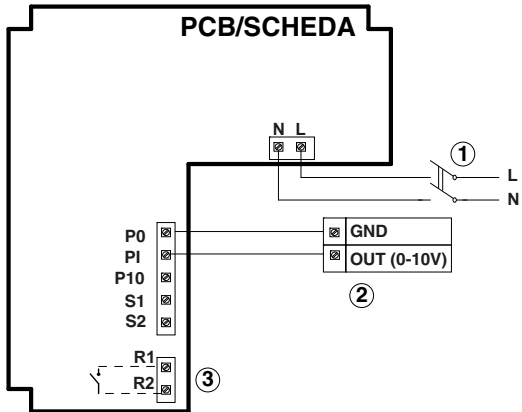 PCB/SCHEDA
N L
1
L
N
P0
PI
P10
S1
S2
GND
OUT (0-10V)
2
R1
R2
3